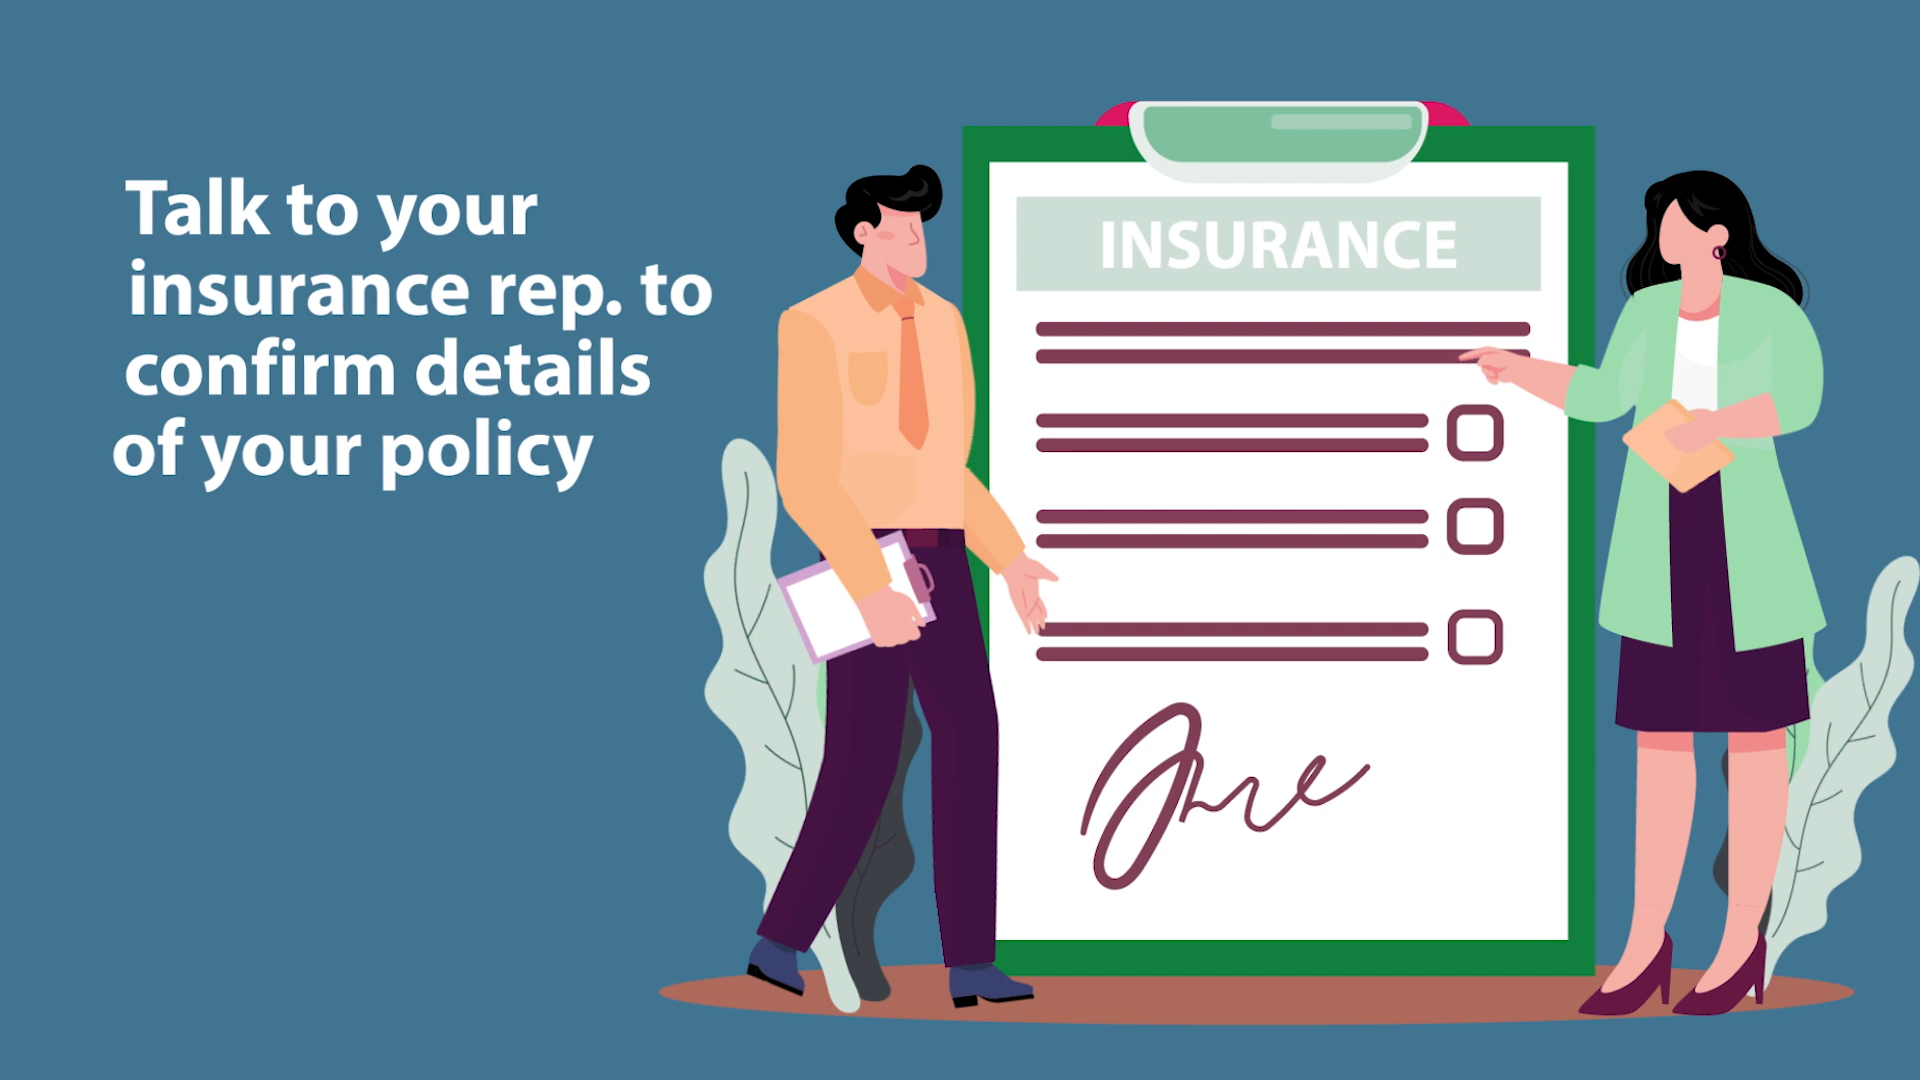 Talk to your
insurance rep. to
confirm details
of your policy
INSURANCE